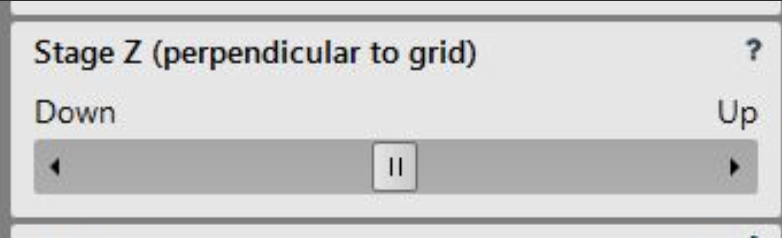 Stage Z (perpendicular to grid) ?
Down Up